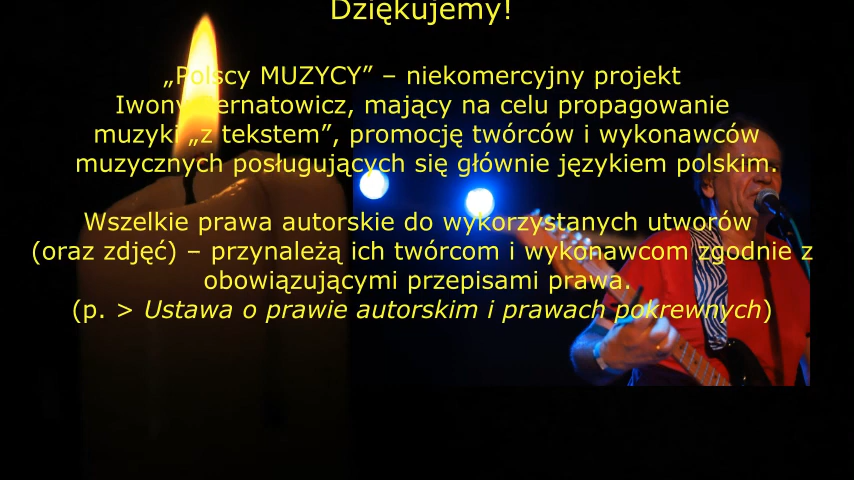 Dziękujemy!
„Polscy MUZYCY” – niekomercyjny projekt
Iwony Bernatowicz, mający na celu propagowanie
muzyki „z tekstem”, promocję twórców i wykonawców
muzycznych posługujących się głównie językiem polskim.
Wszelkie prawa autorskie do wykorzystanych utworów
(oraz zdjęć) – przynależą ich twórcom i wykonawcom zgodnie z
obowiązującymi przepisami prawa.
(p. > Ustawa o prawie autorskim i prawach pokrewnych)